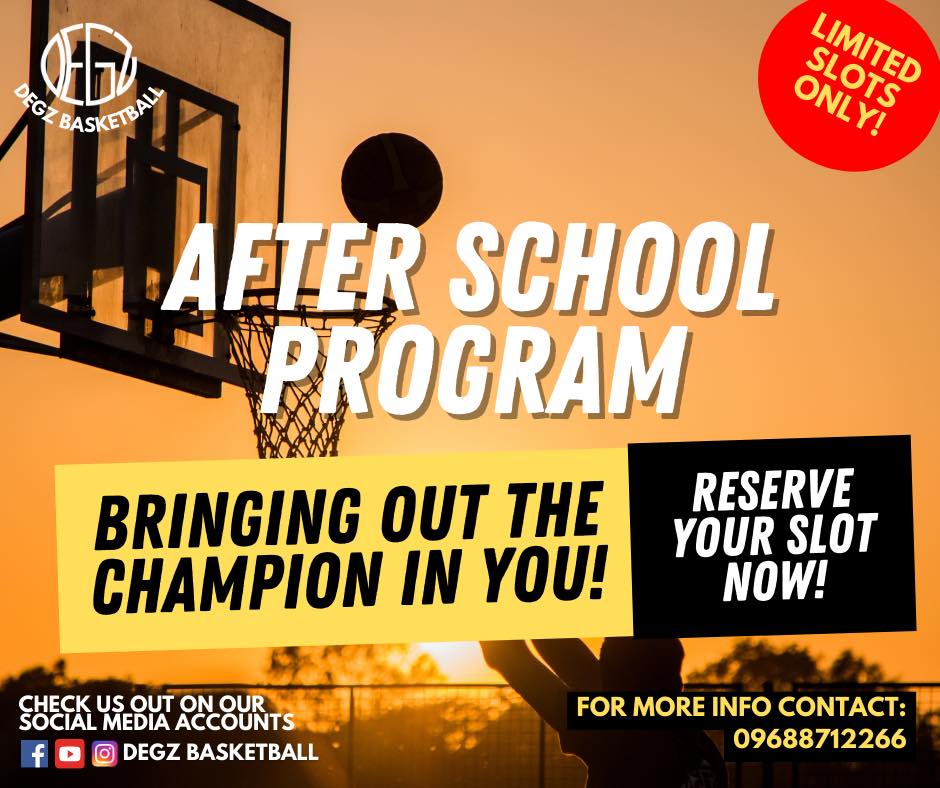 DEGZ
DEGZ BASKETBALL
LIMITED
SLOTS
ONLY!
AFTER SCHOOL
PROGRAM
BRINGING OUT THE
CHAMPION IN YOU!
RESERVE
YOUR SLOT
NOW!
CHECK US OUT ON OUR
SOCIAL MEDIA ACCOUNTS
DEGZ BASKETBALL
FOR MORE INFO CONTACT:
09688712266